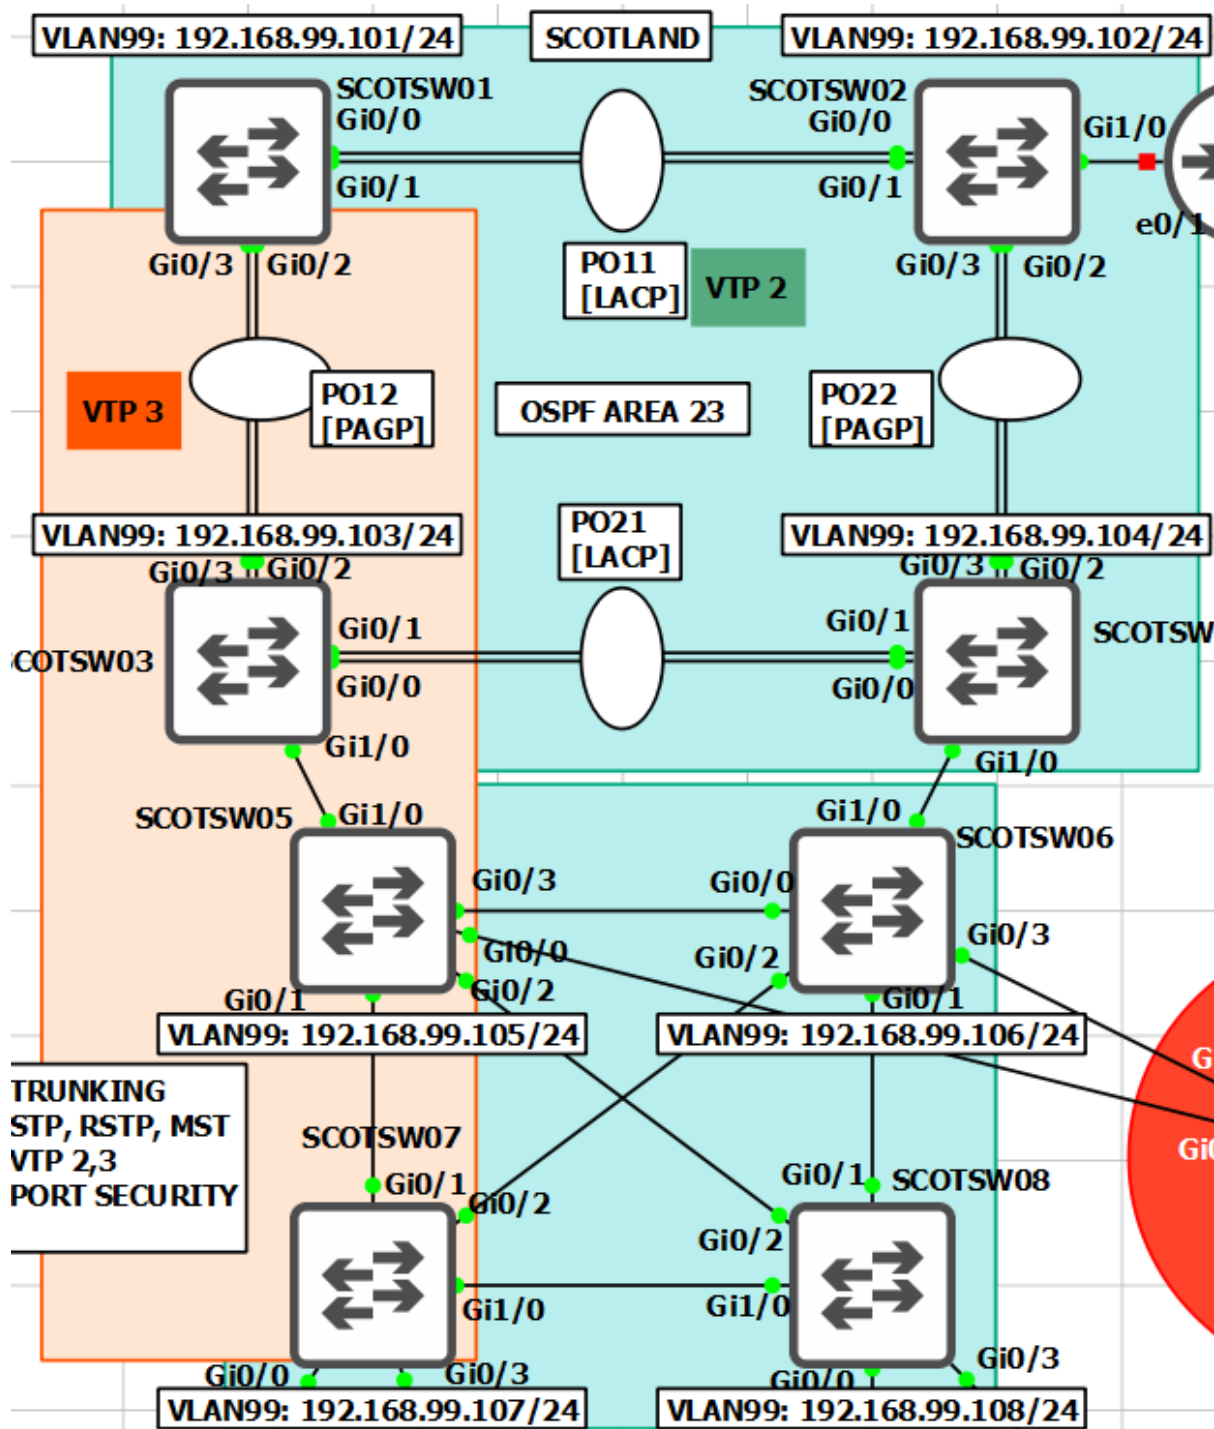 VLAN99: 192.168.99.101/24
SCOTLAND
VLAN99: 192.168.99.102/24
SCOTSW01
Gi0/0
Gi0/1
SCOTSW02
Gi0/0
Gi0/1
Gi1/0
e0/1
Gi0/3
Gi0/2
PO11
[LACP]
VTP 2
Gi0/3
Gi0/2
VTP 3
PO12
[PAGP]
OSPF AREA 23
PO22
[PAGP]
VLAN99: 192.168.99.103/24
PO21
[LACP]
VLAN99: 192.168.99.104/24
Gi0/3
Gi0/2
Gi0/3
Gi0/2
COTSW03
Gi0/1
Gi0/0
Gi0/1
Gi0/0
SCOTSW
Gi1/0
Gi1/0
SCOTSW05
Gi1/0
Gi1/0
SCOTSW06
Gi0/3
Gi0/0
Gi0/0
Gi0/2
Gi0/2
Gi0/3
Gi0/1
Gi0/1
VLAN99: 192.168.99.105/24
VLAN99: 192.168.99.106/24
TRUNKING
STP, RSTP, MST
VTP 2,3
PORT SECURITY
SCOTSW07
Gi0/1
Gi0/2
Gi0/1
SCOTSW08
Gi0/2
Gi1/0
Gi1/0
Gi0/0
Gi0/3
Gi0/0
Gi0/3
VLAN99: 192.168.99.107/24
VLAN99: 192.168.99.108/24